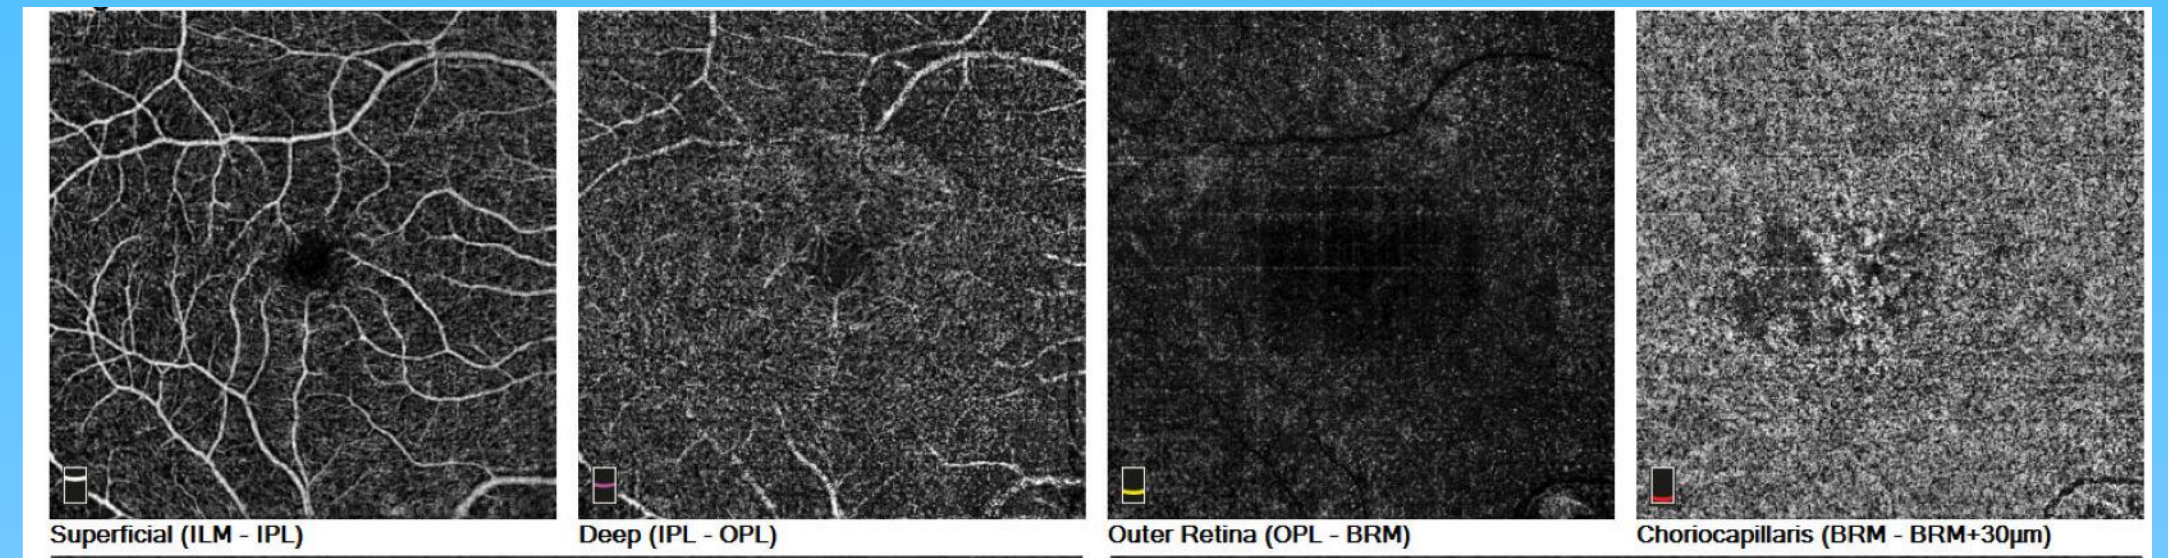 Superficial (ILM - IPL)
Deep (IPL - OPL)
Outer Retina (OPL - BRM)
Choriocapillaris (BRM - BRM+30µm)